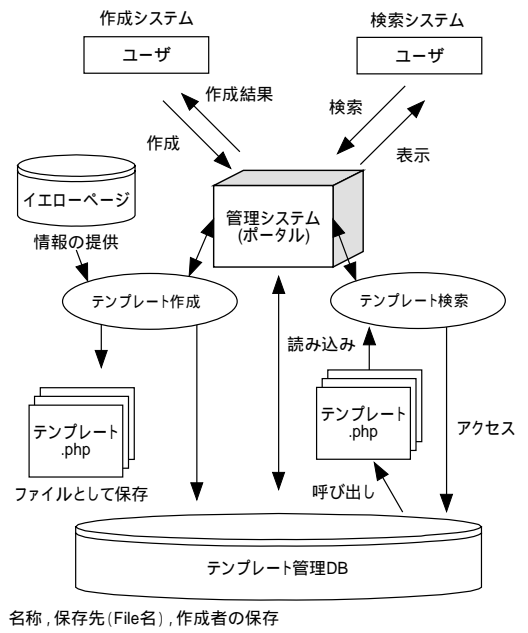 作成システム
検索システム
ユーザ
ユーザ
作成結果
作成
検索
表示
イエローページ
情報の提供
管理システム
(ポータル)
テンプレート作成
テンプレート検索
読み込み
テンプレート
.php
ファイルとして保存
テンプレート
.php
アクセス
呼び出し
テンプレート管理DB
名称,保存先(File名),作成者の保存